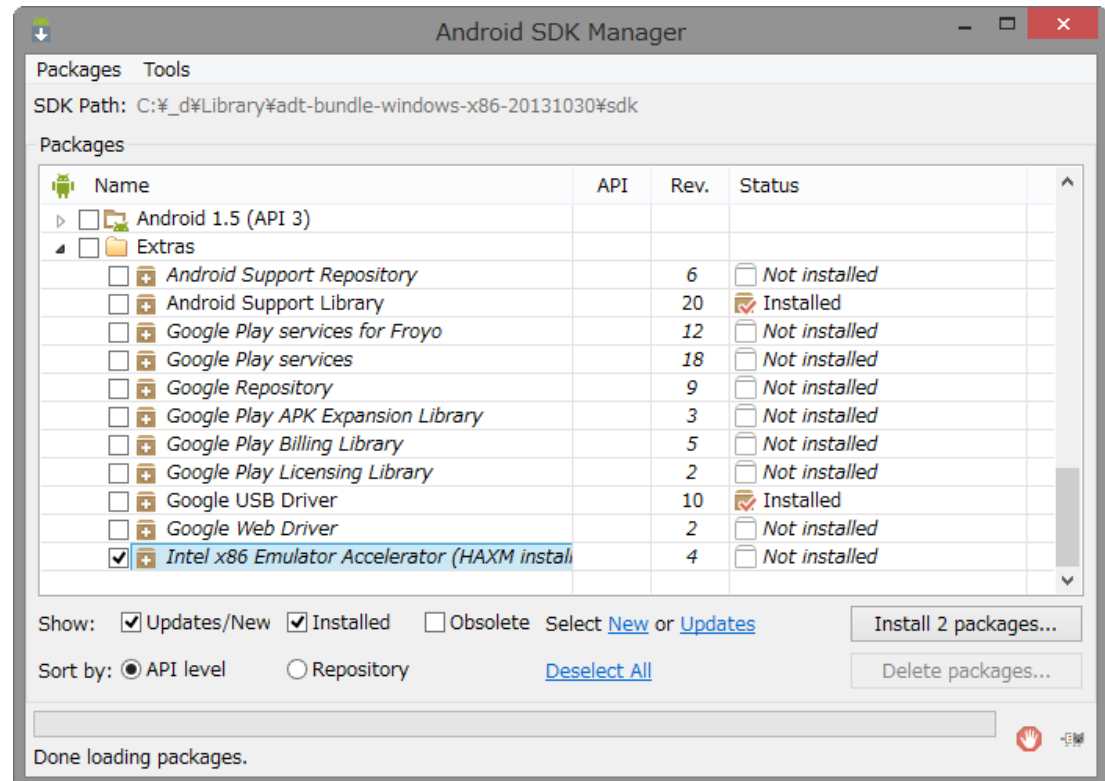 Android SDK Manager
Packages Tools
SDK Path: C:¥_d¥Library¥adt-bundle-windows-x86-20131030¥sdk
Packages
Name API Rev. Status
Android 1.5 (API 3)
Extras
Android Support Repository 6 Not installed
Android Support Library 20 Installed
Google Play services for Froyo 12 Not installed
Google Play services 18 Not installed
Google Repository 9 Not installed
Google Play APK Expansion Library 3 Not installed
Google Play Billing Library 5 Not installed
Google Play Licensing Library 2 Not installed
Google USB Driver 10 Installed
Google Web Driver 2 Not installed
Intel x86 Emulator Accelerator (HAXM install 4 Not installed
Show: Updates/New Installed Obsolete Select New or Updates Install 2 packages...
Sort by: API level Repository Deselect All Delete packages...
Done loading packages.